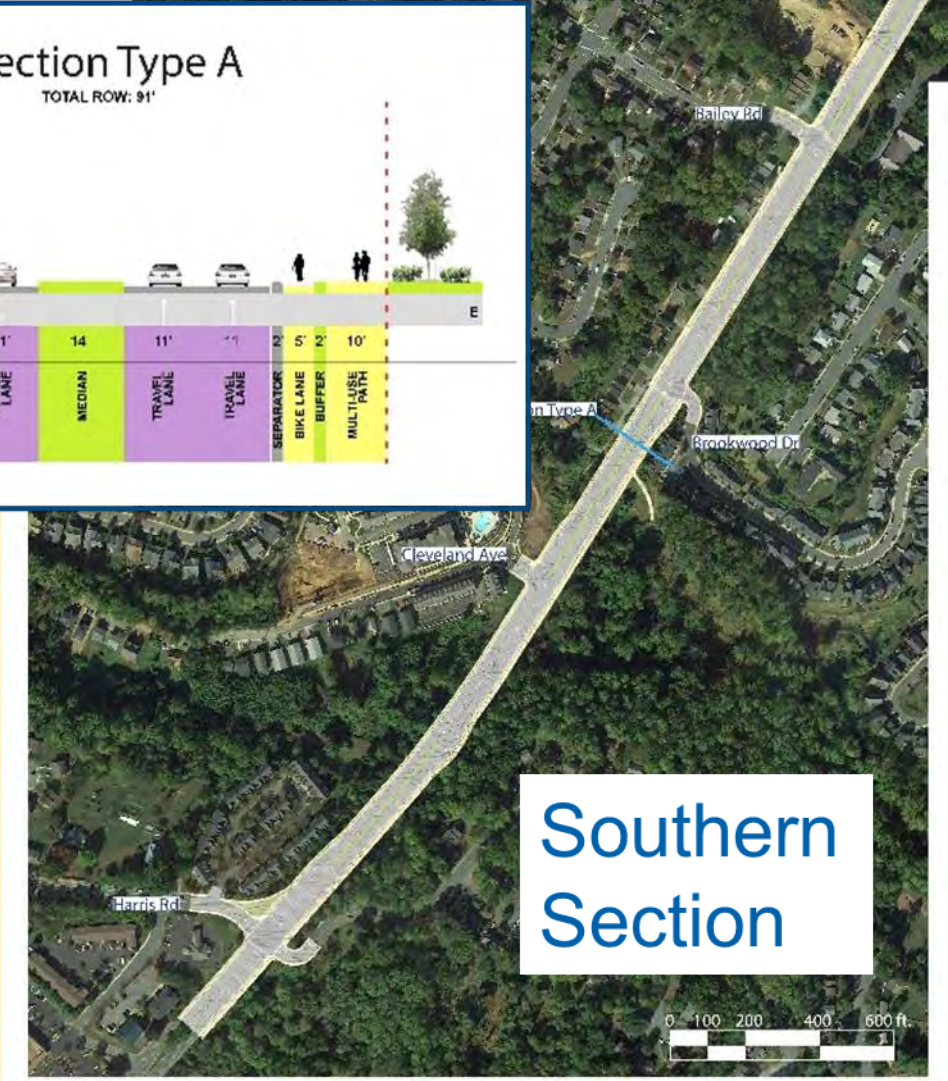 ection Type A
TOTAL ROW: 91'
E
1'
14
11'
11
2'
5'
2'
10'
LANE
MEDIAN
TRAVEL
LANE
TRAVEL
LANE
SEPARATOR
BIKE LANE
BUFFER
MULTI-USE
PATH
Bailey Rd
on Type A
Brookwood Dr
Cleveland Ave
Harris Rd
Southern
Section
0 100 200 400 600 ft.